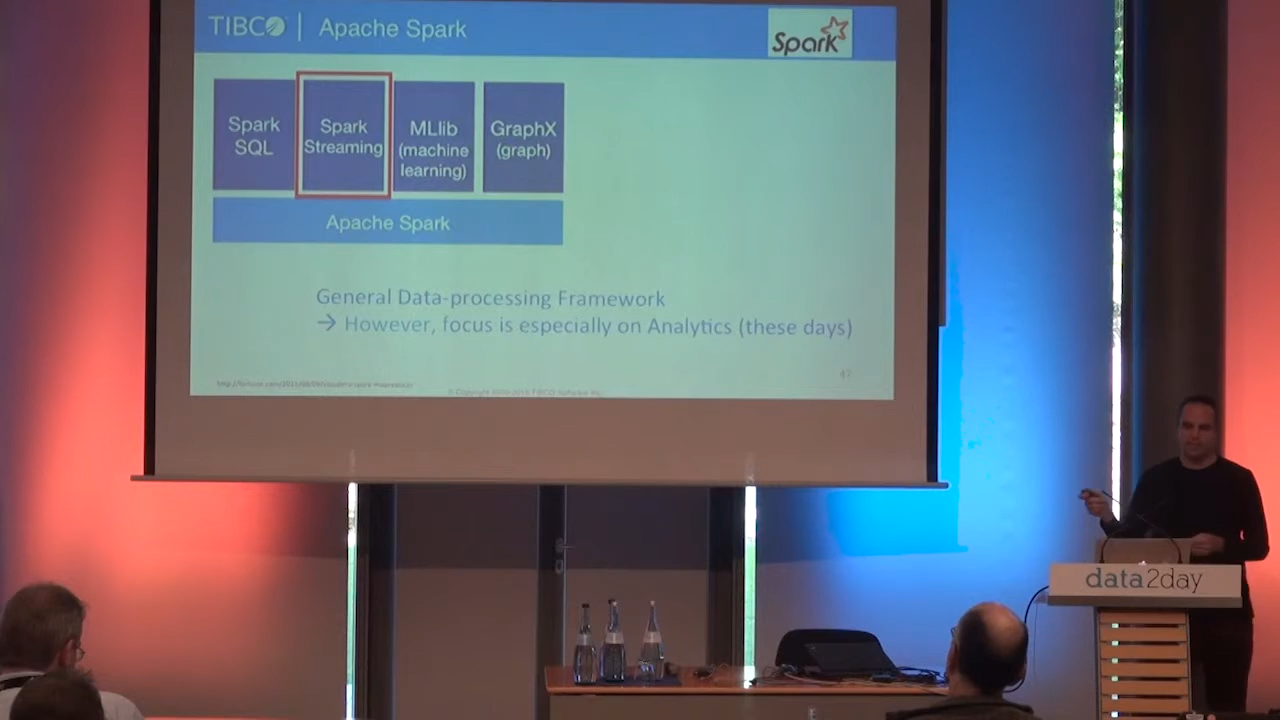 TIBCO | Apache Spark
Spark
Spark
SQL
Spark
Streaming
MLlib
(machine
learning)
GraphX
(graph)
Apache Spark
General Data-processing Framework
→ However, focus is especially on Analytics (these days)
47
data2day